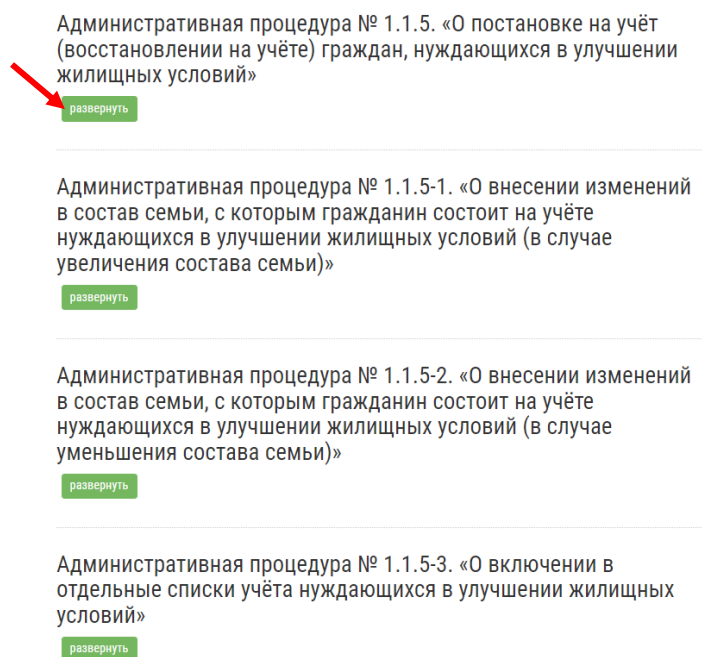 Административная процедура № 1.1.5. «О постановке на учёт
(восстановлении на учёте) граждан, нуждающихся в улучшении
жилищных условий»
развернуть
Административная процедура № 1.1.5-1. «О внесении изменений
в состав семьи, с которым гражданин состоит на учёте
нуждающихся в улучшении жилищных условий (в случае
увеличения состава семьи)»
развернуть
Административная процедура № 1.1.5-2. «О внесении изменений
в состав семьи, с которым гражданин состоит на учёте
нуждающихся в улучшении жилищных условий (в случае
уменьшения состава семьи)»
развернуть
Административная процедура № 1.1.5-3. «О включении в
отдельные списки учёта нуждающихся в улучшении жилищных
условий»
развернуть